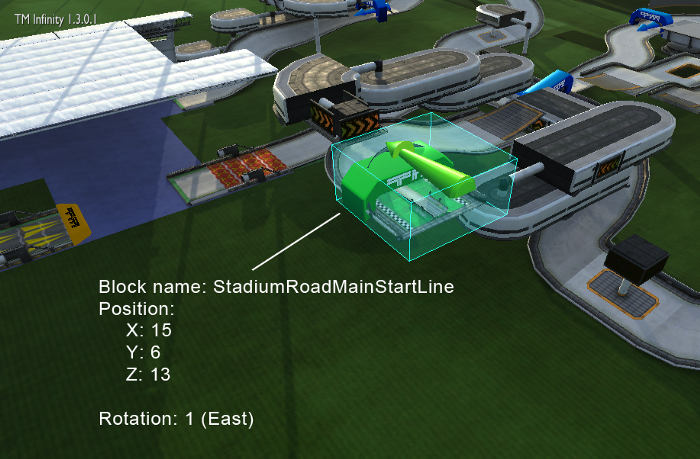 TM Infinity 1.3.0.1
Block name: StadiumRoadMainStartLine
Position:
X: 15
Y: 6
Z: 13
Rotation: 1 (East)